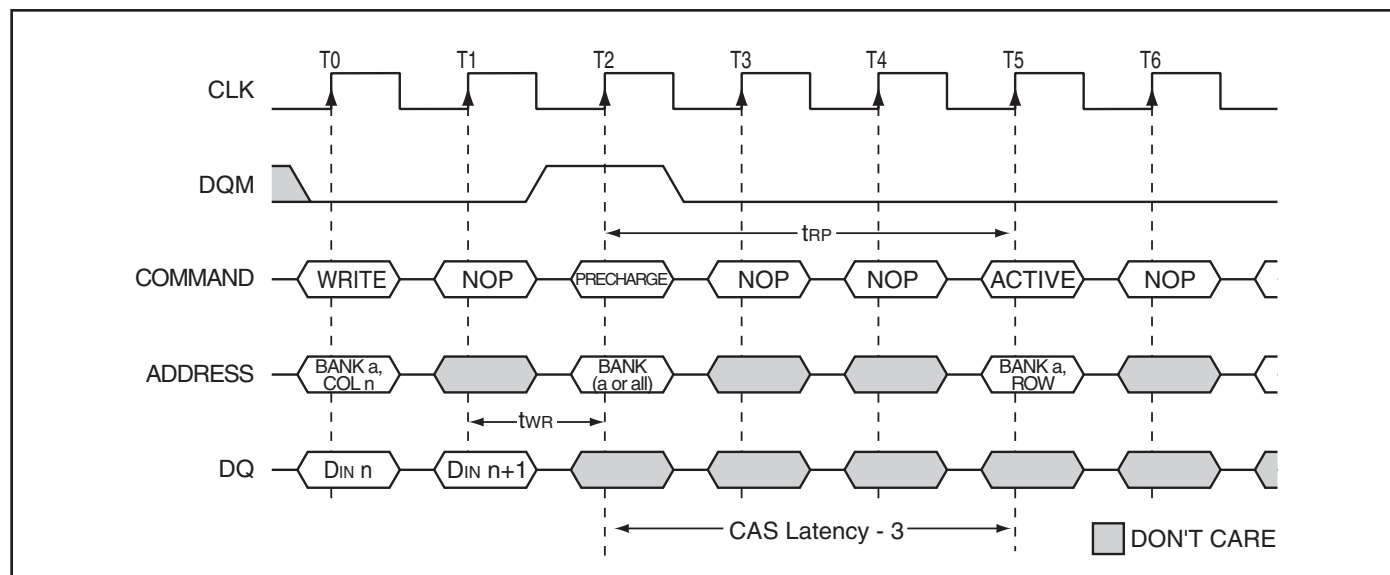 T0 T1 T2 T3 T4 T5 T6
CLK
DQM
tRP
COMMAND WRITE NOP PRECHARGE NOP NOP ACTIVE NOP
ADDRESS BANK a, COL n BANK (a or all) BANK a, ROW
tWR
DQ DIN n DIN n+1
CAS Latency - 3
DON'T CARE